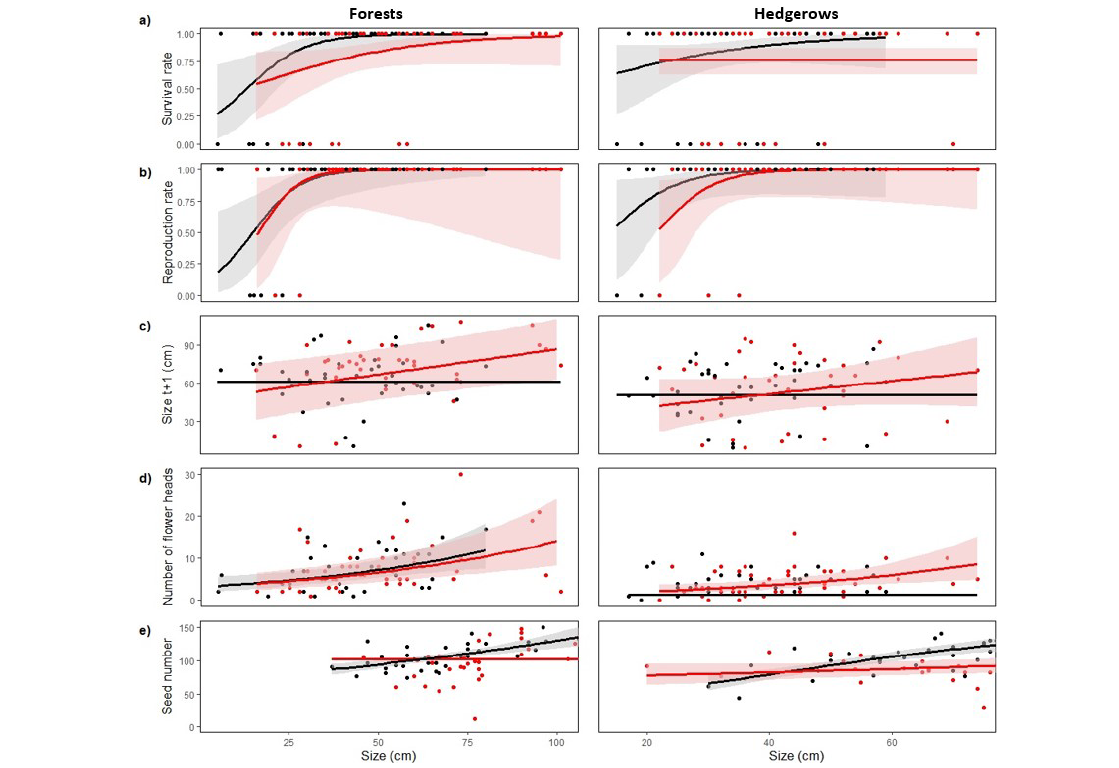 Forests Hedgerows
a)
Survival rate
1.00
0.75
0.50
0.25
0.00
b)
Reproduction rate
1.00
0.75
0.50
0.25
0.00
c)
Size t+1 (cm)
90
60
30
d)
Number of flower heads
30
20
10
0
e)
Seed number
150
100
50
0
25 50 75 100 20 40 60
Size (cm) Size (cm)